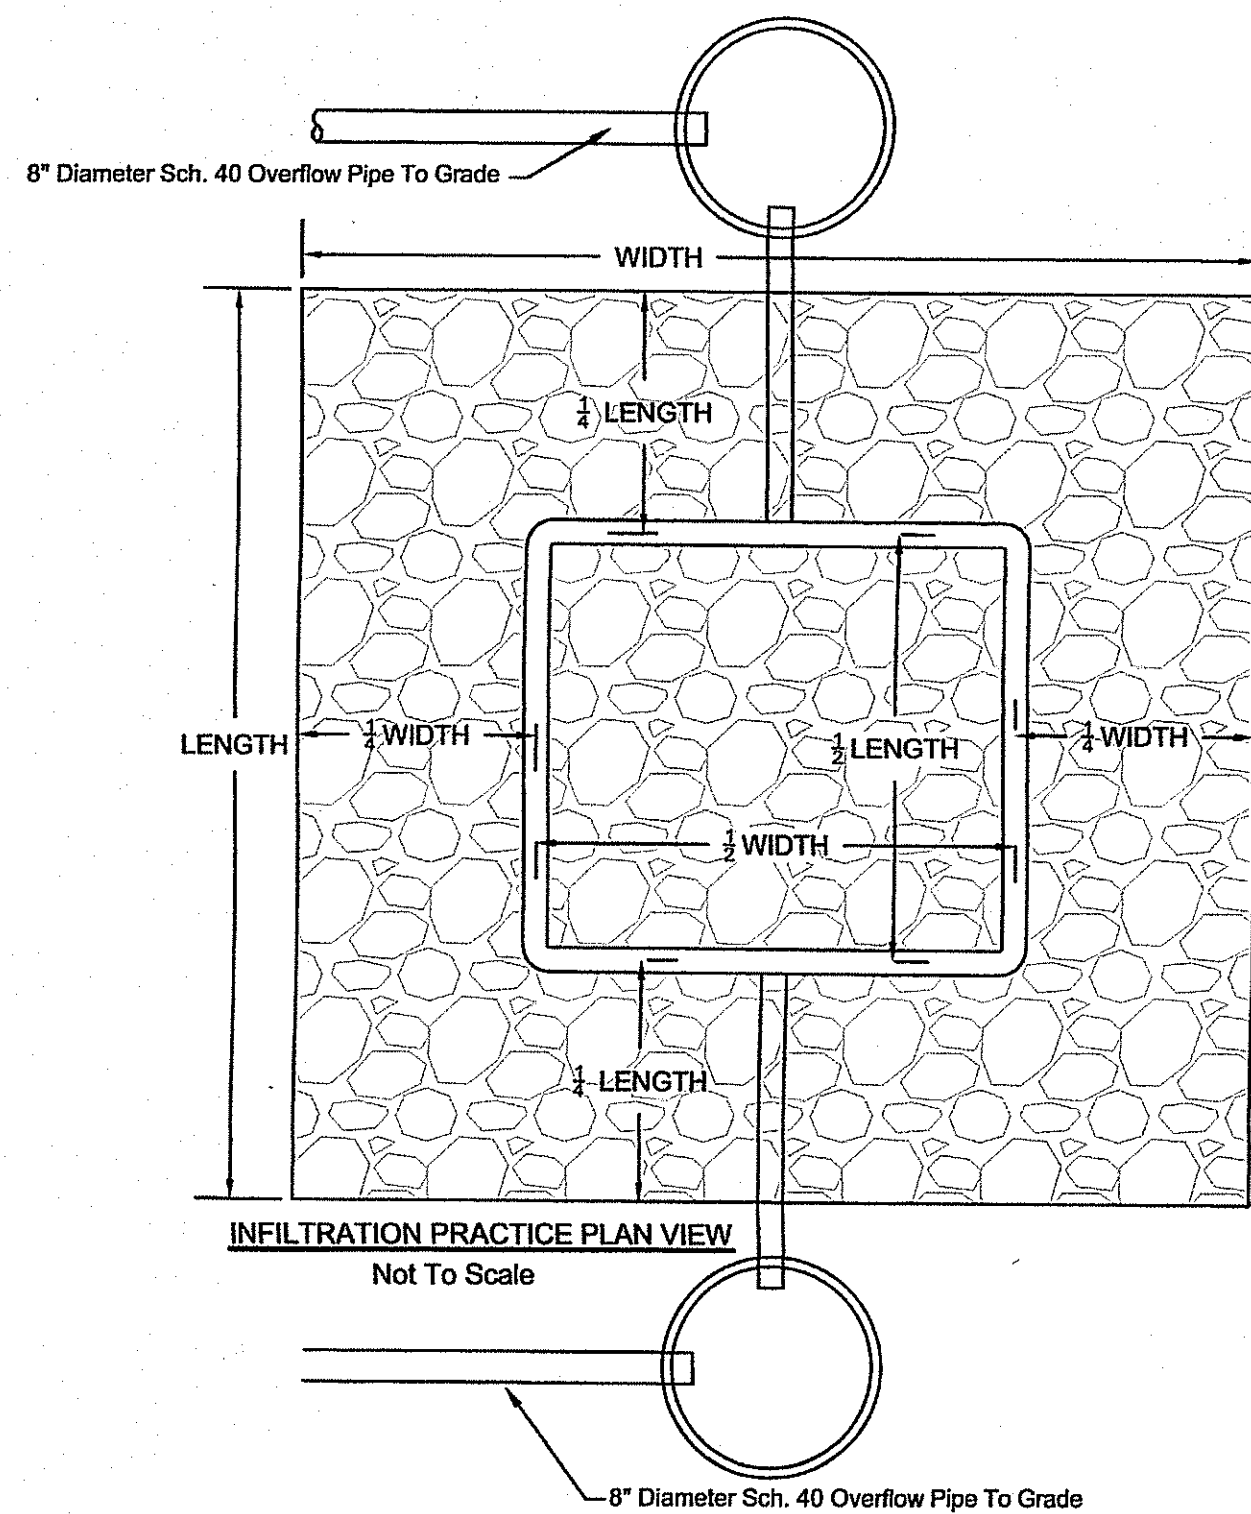 8" Diameter Sch. 40 Overflow Pipe To Grade
WIDTH
1/4 LENGTH
LENGTH
1/4 WIDTH
1/2 LENGTH
1/4 WIDTH
1/2 WIDTH
1/4 LENGTH
INFILTRATION PRACTICE PLAN VIEW
Not To Scale
8" Diameter Sch. 40 Overflow Pipe To Grade